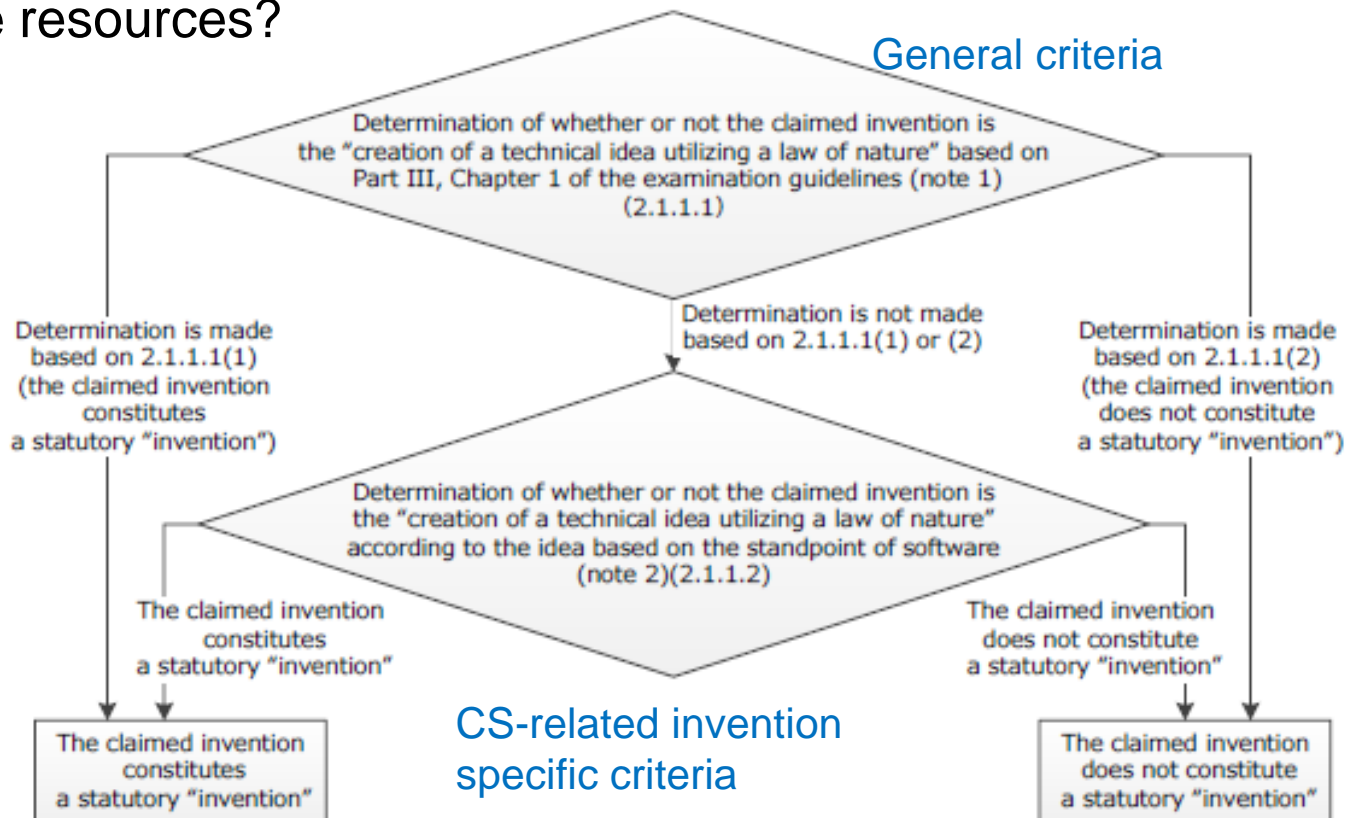 e resources?
General criteria
Determination of whether or not the claimed invention is
the “creation of a technical idea utilizing a law of nature” based on
Part III, Chapter 1 of the examination guidelines (note 1)
(2.1.1.1)
Determination is made
based on 2.1.1.1(1)
(the claimed invention
constitutes
a statutory “invention”)
Determination is not made
based on 2.1.1.1(1) or (2)
Determination is made
based on 2.1.1.1(2)
(the claimed invention
does not constitute
a statutory “invention”)
Determination of whether or not the claimed invention is
the “creation of a technical idea utilizing a law of nature”
according to the idea based on the standpoint of software
(note 2)(2.1.1.2)
The claimed invention
constitutes
a statutory “invention”
The claimed invention
does not constitute
a statutory “invention”
CS-related invention
specific criteria
The claimed invention
constitutes
a statutory “invention”
The claimed invention
does not constitute
a statutory “invention”